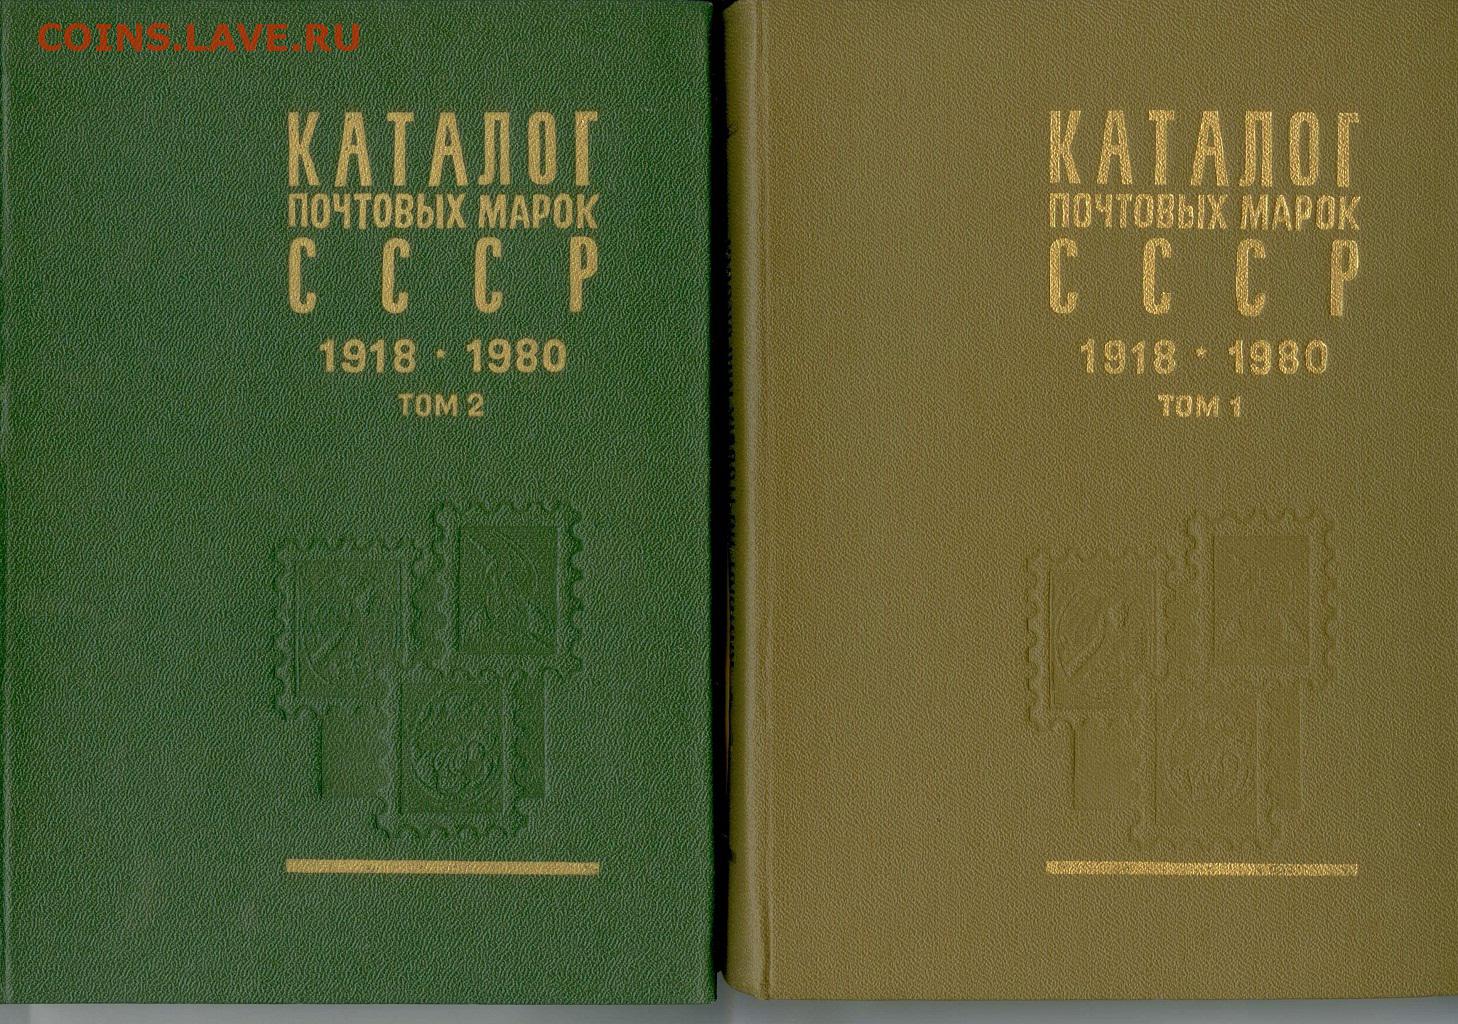 COINS.LAVE.RU
КАТАЛОГ
ПОЧТОВЫХ МАРОК
СССР
1918 · 1980
ТОМ 2
КАТАЛОГ
ПОЧТОВЫХ МАРОК
СССР
1918 * 1980
ТОМ 1